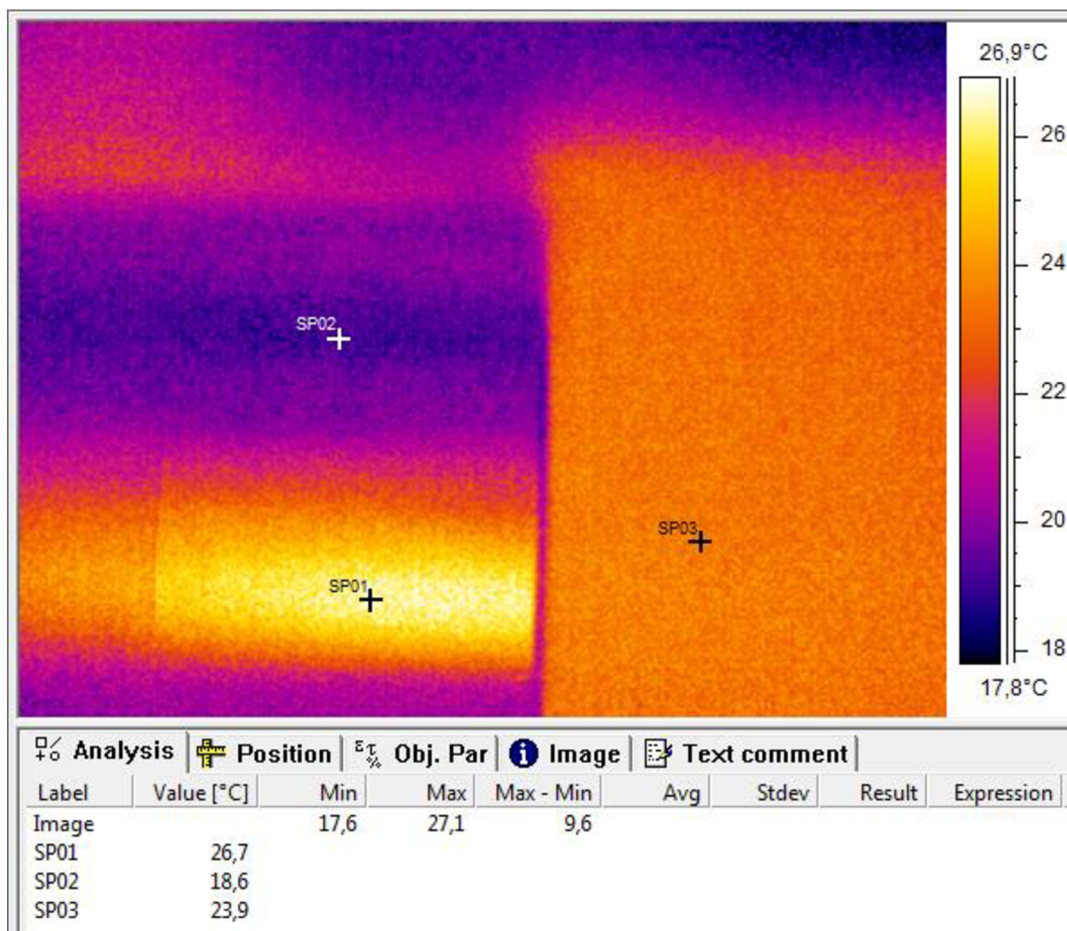 26,9°C
26
24
22
20
18
17,8°C
SP02
SP03
SP01
Analysis Position ετ% Obj. Par Image Text comment
Label Value [°C] Min Max Max - Min Avg Stdev Result Expression
Image 17,6 27,1 9,6
SP01 26,7
SP02 18,6
SP03 23,9